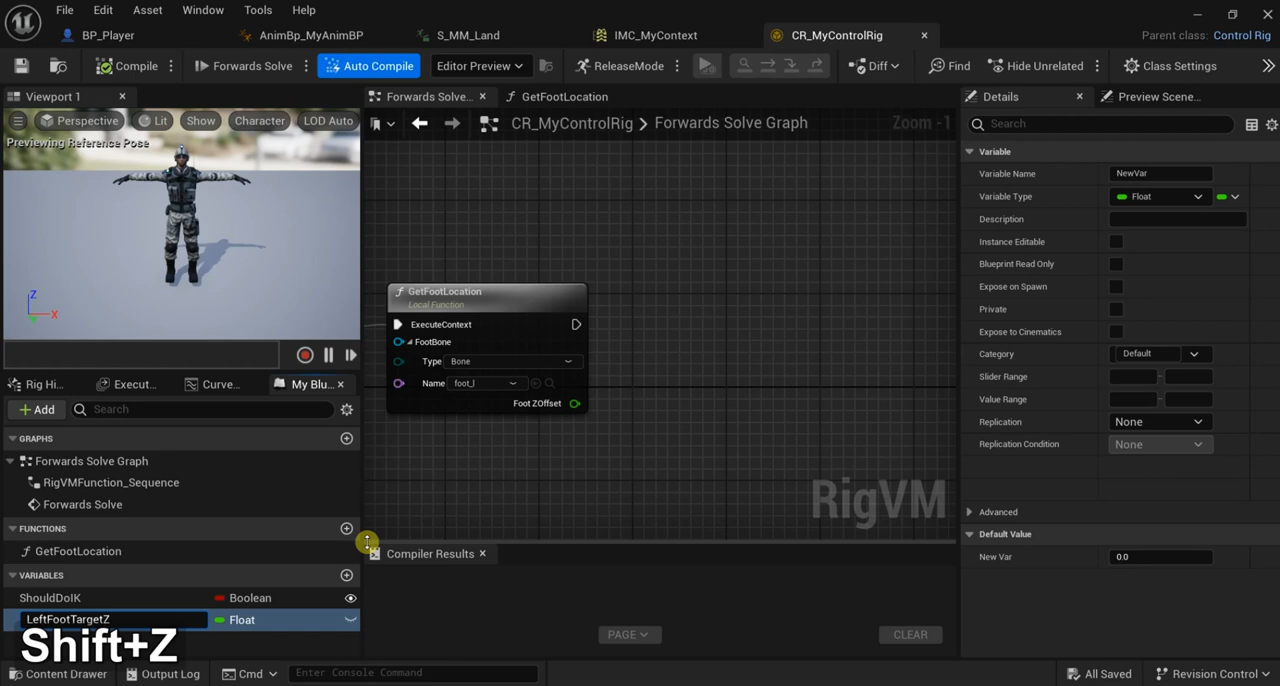 File Edit Asset Window Tools Help
BP_Player AnimBp_MyAnimBP S_MM_Land IMC_MyContext CR_MyControlRig Parent class: Control Rig
Compile Forwards Solve Auto Compile Editor Preview ReleaseMode Diff Find Hide Unrelated Class Settings
Viewport 1 Forwards Solve... GetFootLocation Details Preview Scene...
Perspective Lit Show Character LOD Auto
CR_MyControlRig Forwards Solve Graph Zoom -1
Search
Previewing Reference Pose
Variable
Variable Name NewVar
Variable Type Float
Description
Instance Editable
Blueprint Read Only
Expose on Spawn
Private
Expose to Cinematics
Category Default
Slider Range
Value Range
Replication None
Replication Condition None
Advanced
Default Value
New Var 0.0
Z
X
Y
GetFootLocation
Local Function
ExecuteContext
FootBone
Type Bone
Name foot_l
Foot ZOffset
RigVM
Rig Hi... Execut... Curve... My Blu...
Add Search
GRAPHS
Forwards Solve Graph
RigVMFunction_Sequence
Forwards Solve
FUNCTIONS
GetFootLocation
VARIABLES
ShouldDoIK Boolean
LeftFootTargetZ Float
Compiler Results
PAGE CLEAR
Shift+Z
Content Drawer Output Log Cmd Enter Console Command All Saved Revision Control